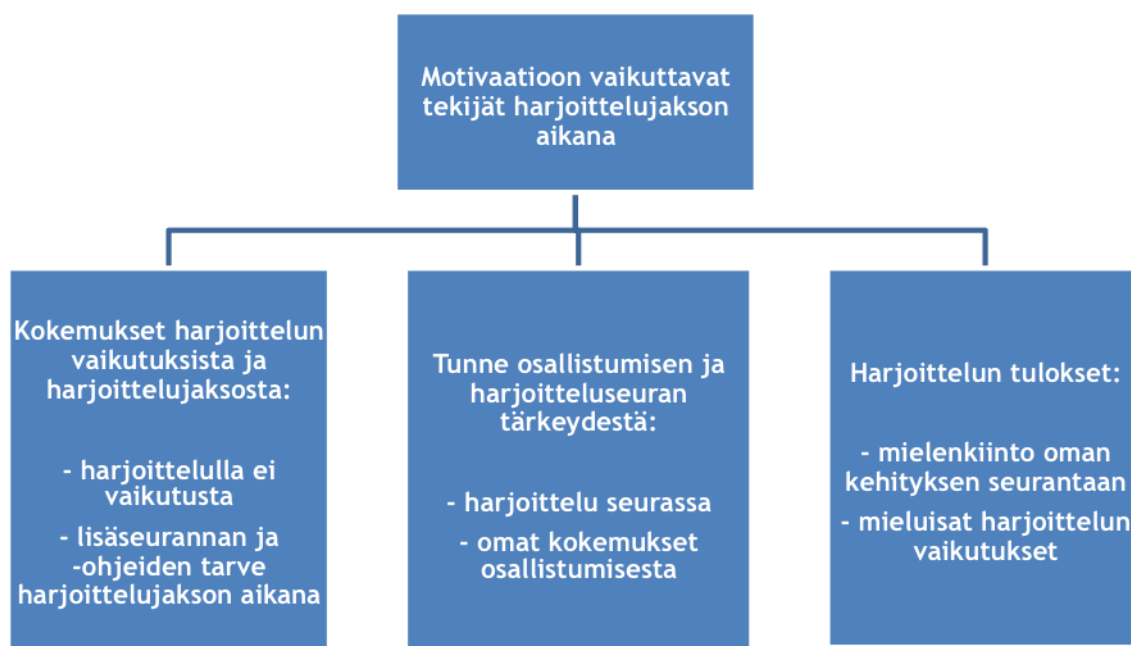 Motivaatioon vaikuttavat
tekijät harjoittelujakson
aikana
Kokemukset harjoittelun
vaikutuksista ja
harjoittelujaksosta:
- harjoittelulla ei
vaikutusta
- lisäseurannan ja
-ohjeiden tarve
harjoittelujakson aikana
Tunne osallistumisen ja
harjoitteluseuran
tärkeydestä:
- harjoittelu seurassa
- omat kokemukset
osallistumisesta
Harjoittelun tulokset:
- mielenkiinto oman
kehityksen seurantaan
- mieluisat harjoittelun
vaikutukset